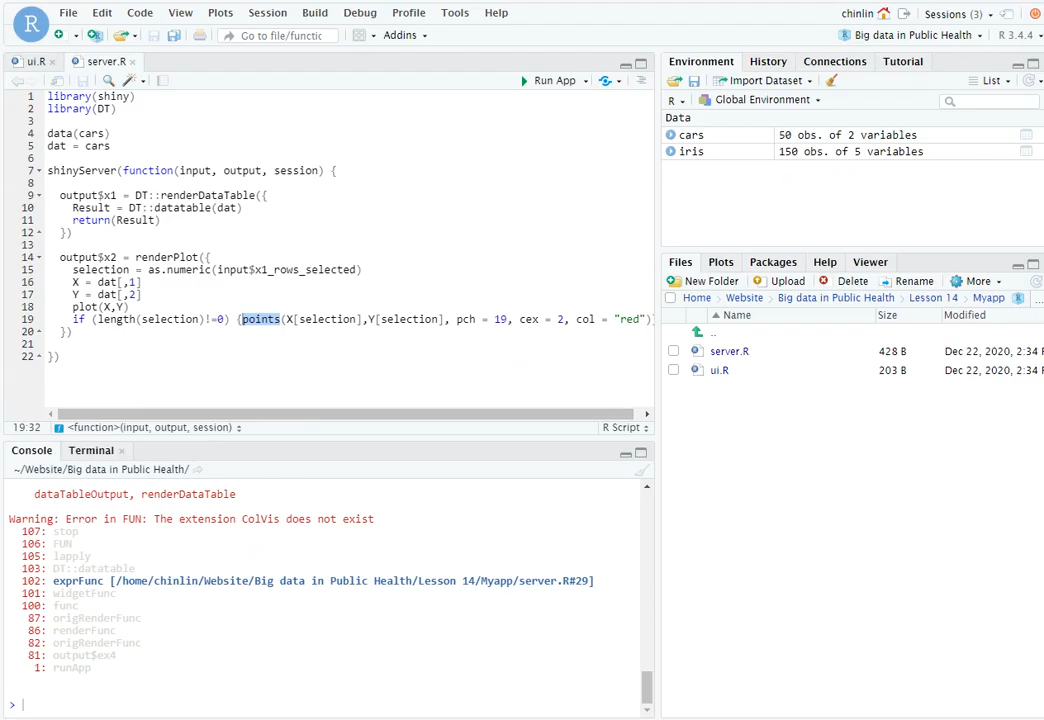 File Edit Code View Plots Session Build Debug Profile Tools Help
chinlin Sessions (3)
R Go to file/functic Addins
Big data in Public Health R 3.4.4
ui.R server.R
Run App
1 library(shiny)
2 library(DT)
3
4 data(cars)
5 dat = cars
6
7 shinyServer(function(input, output, session) {
8
9 output$x1 = DT::renderDataTable({
10 Result = DT::datatable(dat)
11 return(Result)
12 })
13
14 output$x2 = renderPlot({
15 selection = as.numeric(input$x1_rows_selected)
16 X = dat[,1]
17 Y = dat[,2]
18 plot(X,Y)
19 if (length(selection)!=0) {points(X[selection],Y[selection], pch = 19, cex = 2, col = "red")}
20 })
21
22 })
19:32 <function>(input, output, session) R Script
Console Terminal
~/Website/Big data in Public Health/
dataTableOutput, renderDataTable
Warning: Error in FUN: The extension ColVis does not exist
107: stop
106: FUN
105: lapply
103: DT::datatable
102: exprFunc [/home/chinlin/Website/Big data in Public Health/Lesson 14/Myapp/server.R#29]
101: widgetFunc
100: func
87: origRenderFunc
86: renderFunc
82: origRenderFunc
81: output$ex4
1: runApp
>
Environment History Connections Tutorial
Import Dataset List
R Global Environment
Data
cars 50 obs. of 2 variables
iris 150 obs. of 5 variables
Files Plots Packages Help Viewer
New Folder Upload Delete Rename More
Home Website Big data in Public Health Lesson 14 Myapp R ...
Name Size Modified
..
server.R 428 B Dec 22, 2020, 2:34 P
ui.R 203 B Dec 22, 2020, 2:34 P